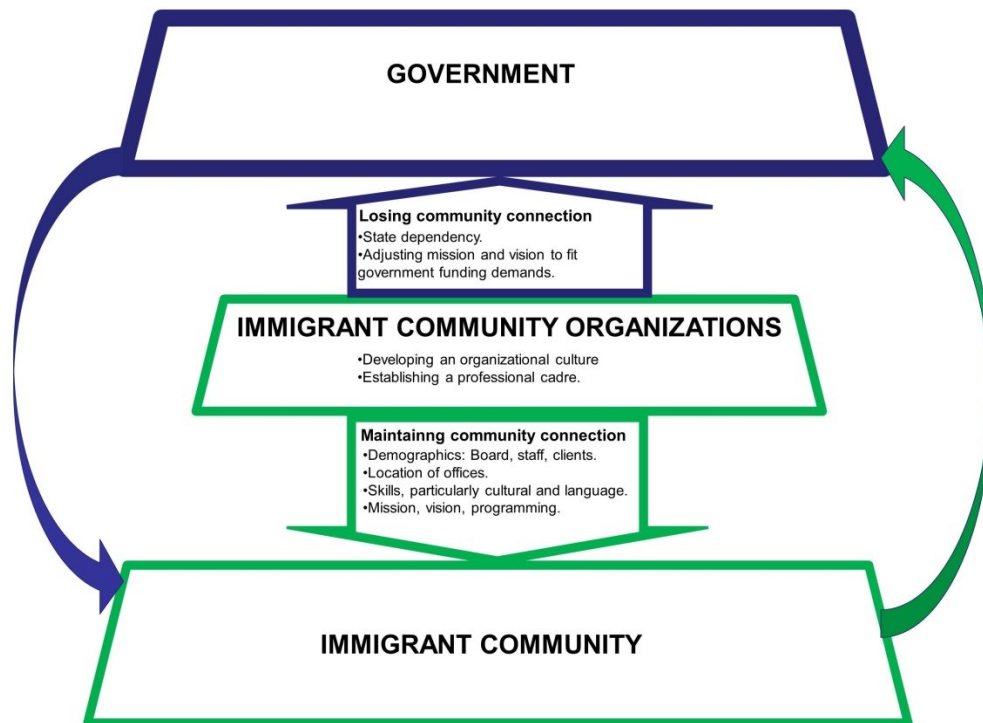 GOVERNMENT
Losing community connection
•State dependency.
•Adjusting mission and vision to fit
government funding demands.
IMMIGRANT COMMUNITY ORGANIZATIONS
•Developing an organizational culture
•Establishing a professional cadre.
Maintainng community connection
•Demographics: Board, staff, clients.
•Location of offices.
•Skills, particularly cultural and language.
•Mission, vision, programming.
IMMIGRANT COMMUNITY